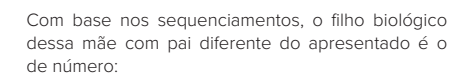 Com base nos sequenciamentos, o filho biológico
dessa mãe com pai diferente do apresentado é o
de número: